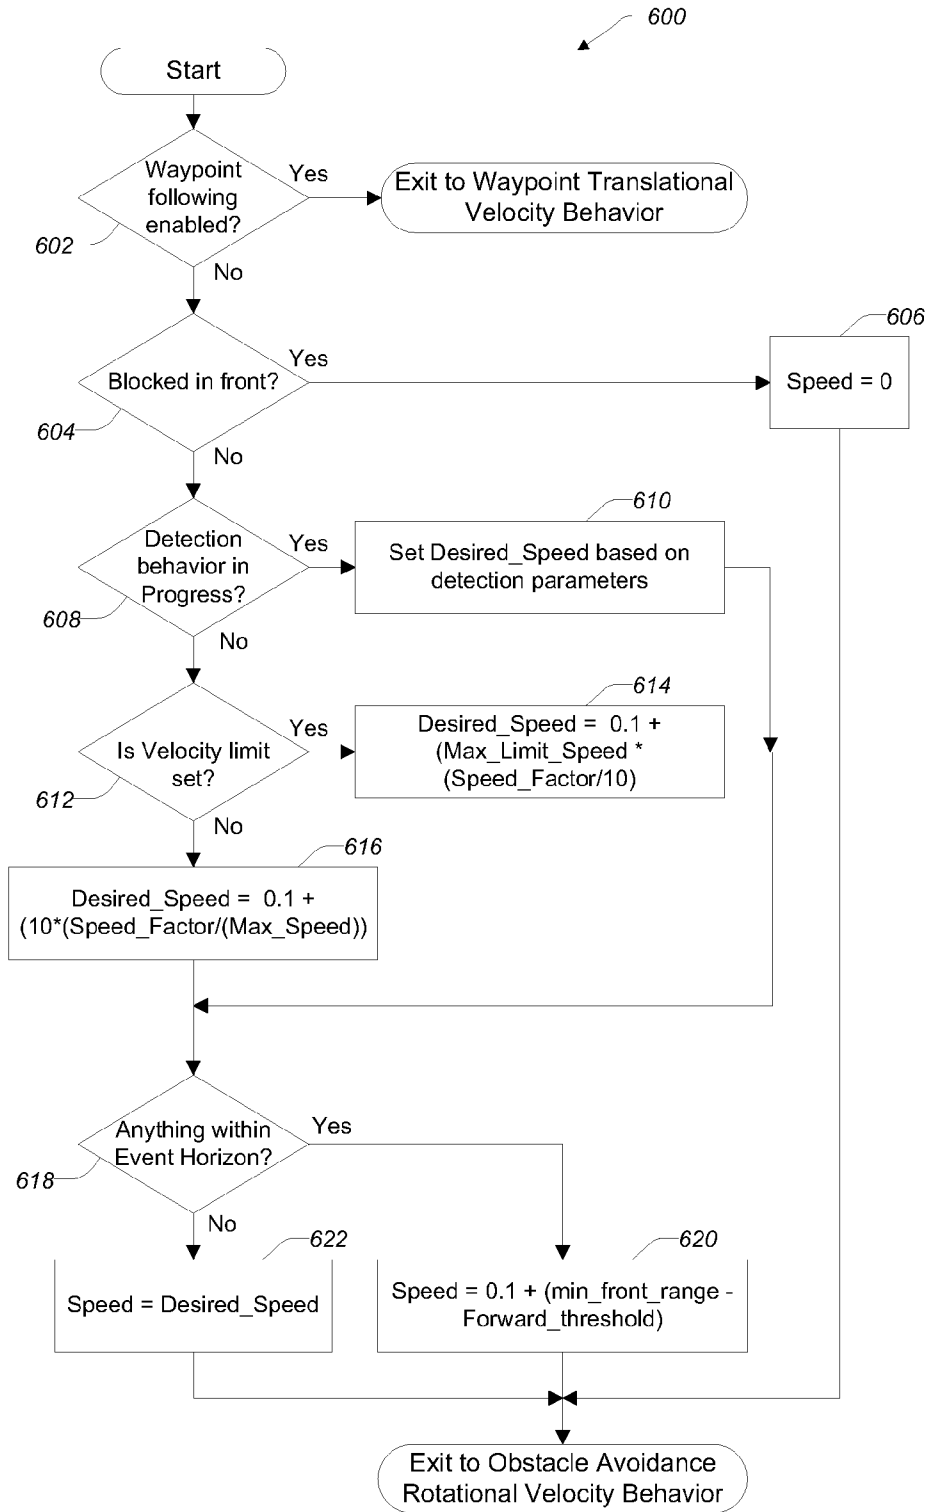 600
Start
Waypoint
following
enabled?
Yes
602
No
Exit to Waypoint Translational
Velocity Behavior
Blocked in front?
Yes
604
No
606
Speed = 0
Detection
behavior in
Progress?
Yes
608
No
610
Set Desired_Speed based on
detection parameters
Is Velocity limit
set?
Yes
612
No
614
Desired_Speed = 0.1 +
(Max_Limit_Speed *
(Speed_Factor/10)
616
Desired_Speed = 0.1 +
(10*(Speed_Factor/(Max_Speed))
Anything within
Event Horizon?
Yes
618
No
622
Speed = Desired_Speed
620
Speed = 0.1 + (min_front_range -
Forward_threshold)
Exit to Obstacle Avoidance
Rotational Velocity Behavior